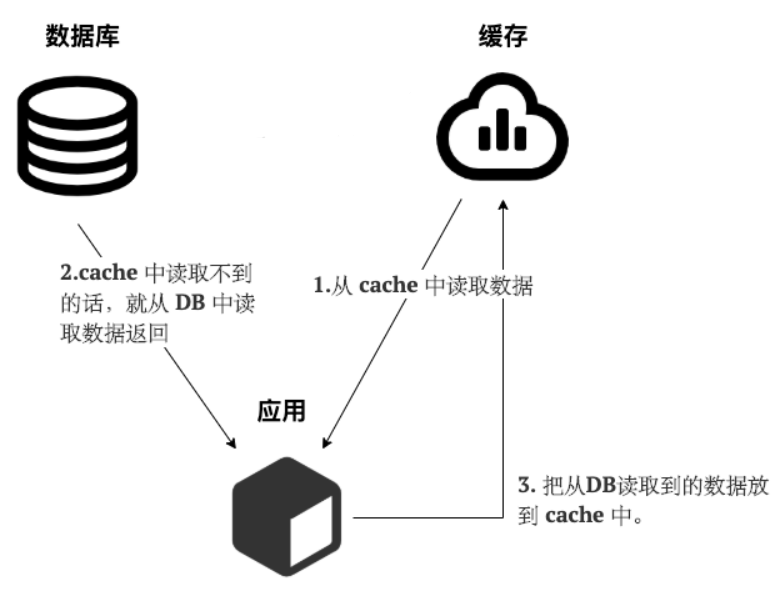 数据库
缓存
2.cache 中读取不到
的话，就从 DB 中读
取数据返回
1.从 cache 中读取数据
应用
3. 把从DB读取到的数据放
到 cache 中。